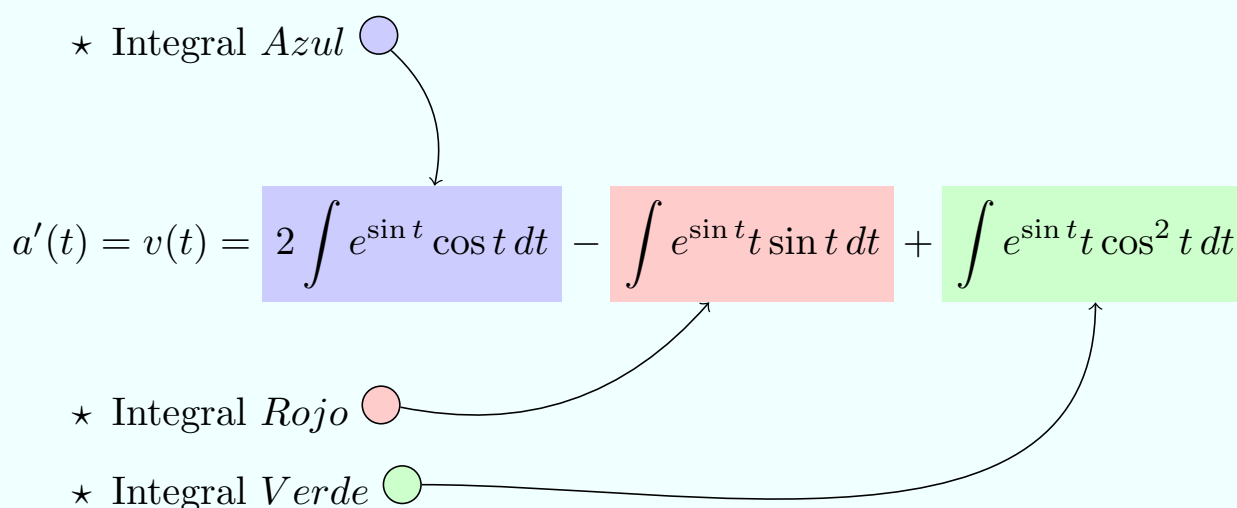 ⋆ Integral Azul
a′(t) = v(t) = 2 ∫ e^{sin t} cos t dt − ∫ e^{sin t} t sin t dt + ∫ e^{sin t} t cos² t dt
⋆ Integral Rojo
⋆ Integral Verde